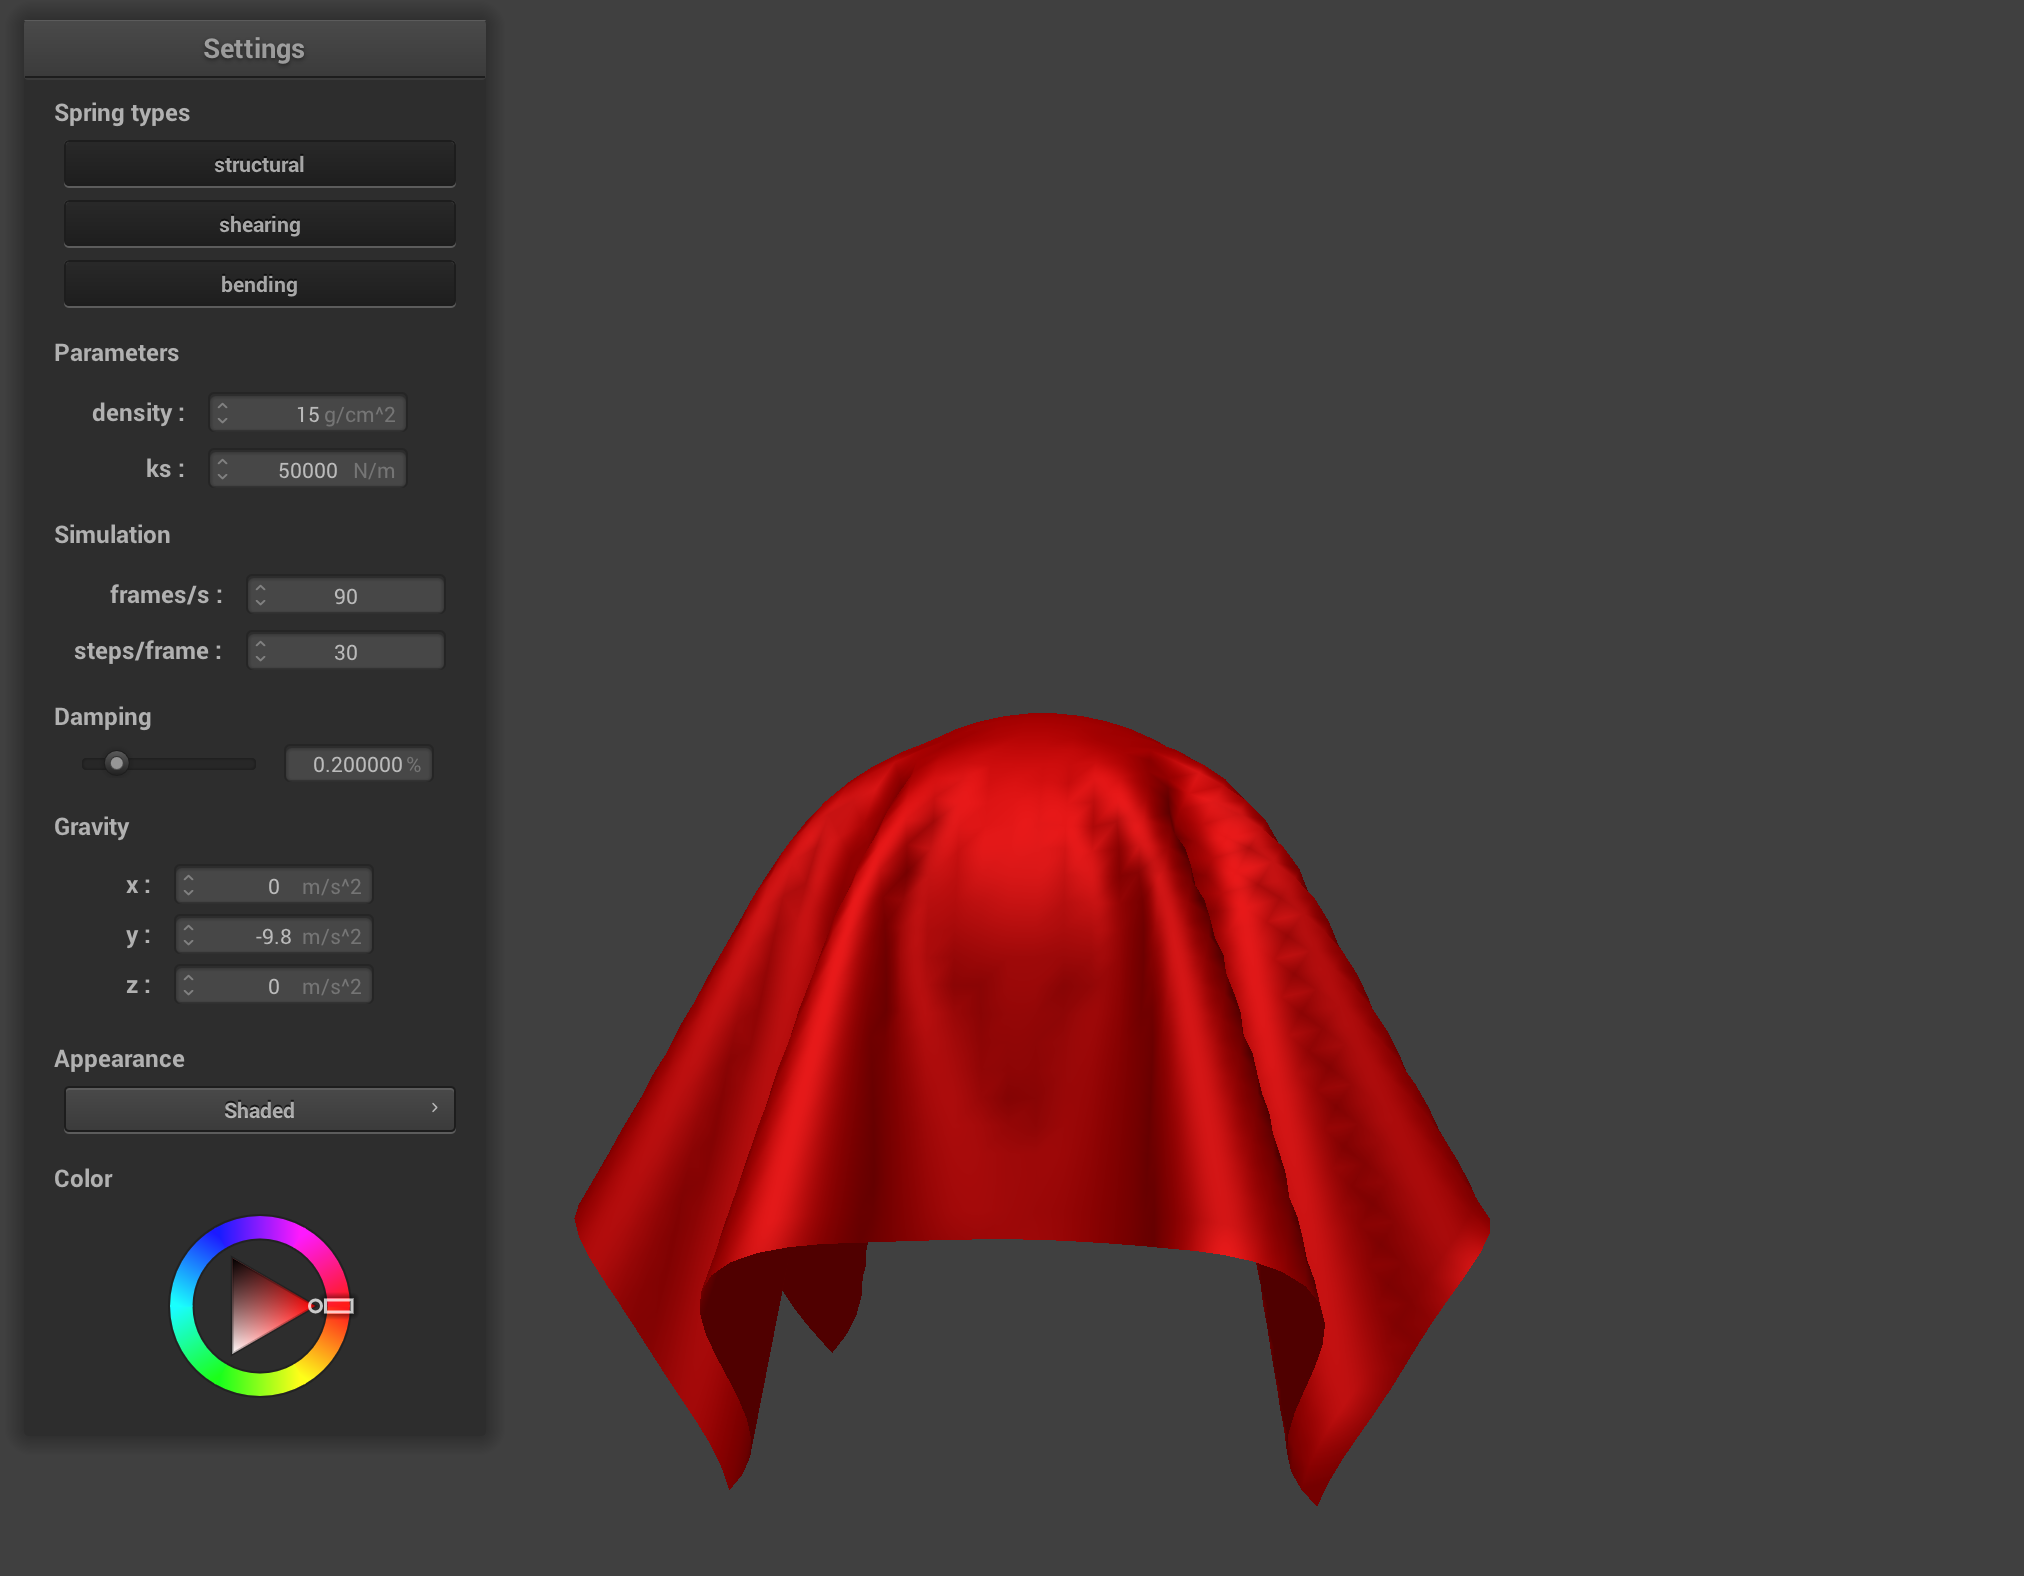 Settings
Spring types
structural
shearing
bending
Parameters
density : 15 g/cm^2
ks : 50000 N/m
Simulation
frames/s : 90
steps/frame : 30
Damping
0.200000 %
Gravity
x : 0 m/s^2
y : -9.8 m/s^2
z : 0 m/s^2
Appearance
Shaded
Color